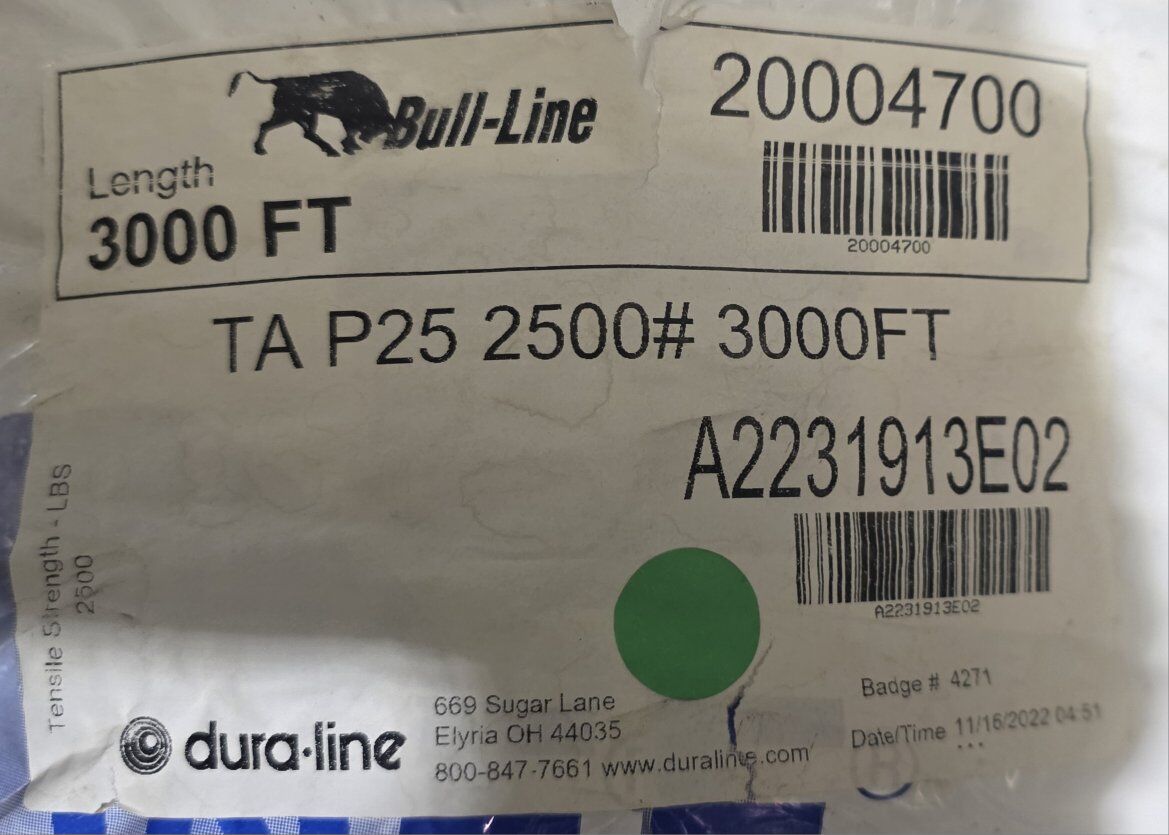 Bull-Line
20004700
Length
3000 FT
20004700
TA P25 2500# 3000FT
A2231913E02
A2231913E02
Tensile Strength - LBS
2500
Badge # 4271
Date/Time 11/16/2022 04:51
dura-line
669 Sugar Lane
Elyria OH 44035
800-847-7661 www.duraline.com